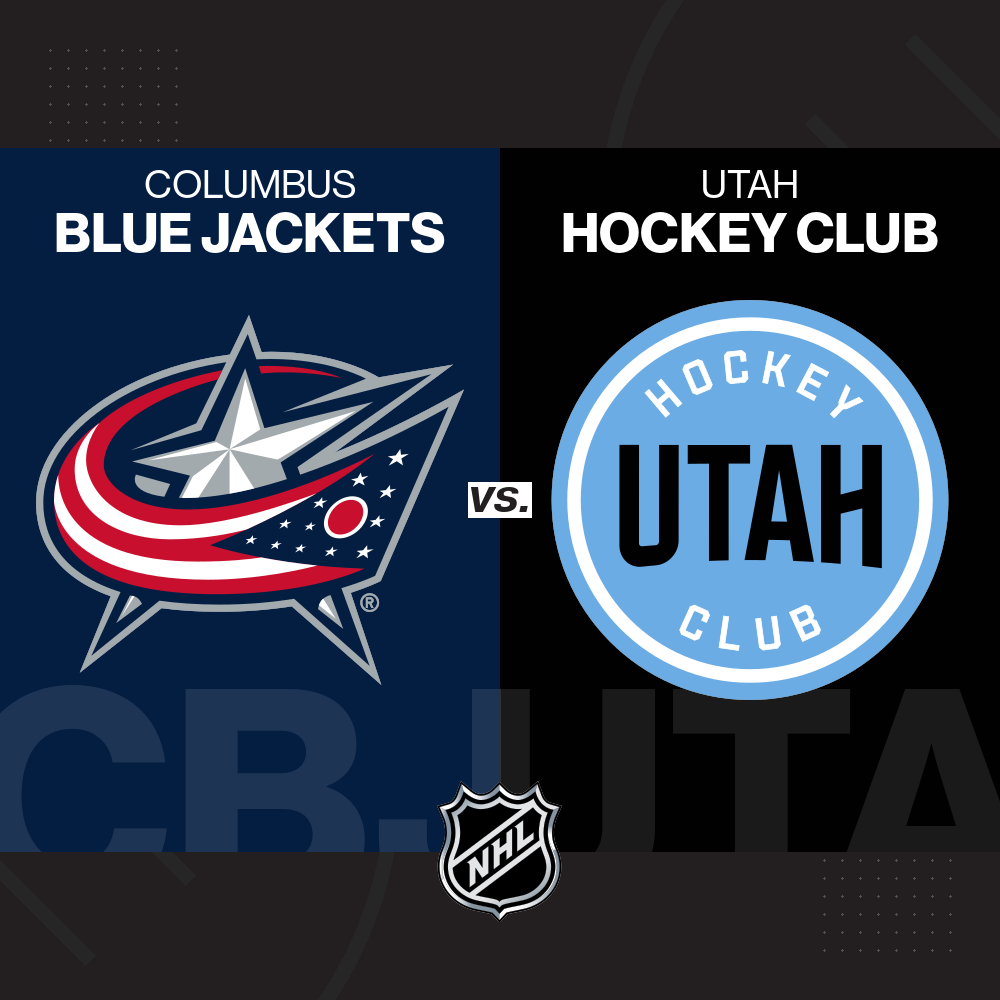 COLUMBUS
BLUE JACKETS
UTAH
HOCKEY CLUB
®
VS.
HOCKEY
UTAH
CLUB
CBJ
UTA
NHL